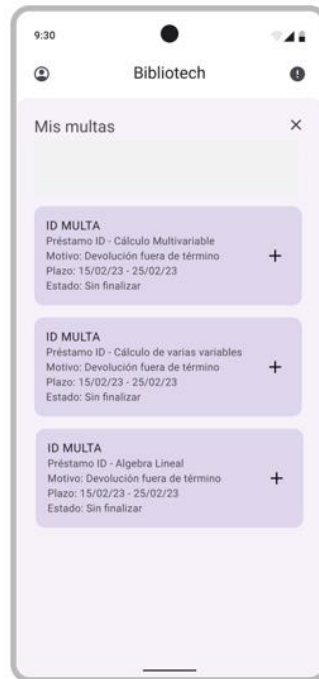 9:30
Bibliotech
Mis multas
ID MULTA
Préstamo ID - Cálculo Multivariable
Motivo: Devolución fuera de término
Plazo: 15/02/23 - 25/02/23
Estado: Sin finalizar
ID MULTA
Préstamo ID - Cálculo de varias variables
Motivo: Devolución fuera de término
Plazo: 15/02/23 - 25/02/23
Estado: Sin finalizar
ID MULTA
Préstamo ID - Algebra Lineal
Motivo: Devolución fuera de término
Plazo: 15/02/23 - 25/02/23
Estado: Sin finalizar